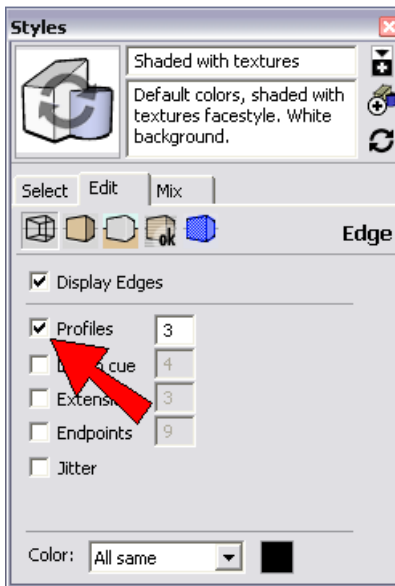 Styles
Shaded with textures
Default colors, shaded with
textures facestyle. White
background.
Select Edit Mix
ok
Edge
Display Edges
Profiles 3
cue 4
3
Endpoints 9
Jitter
Color: All same